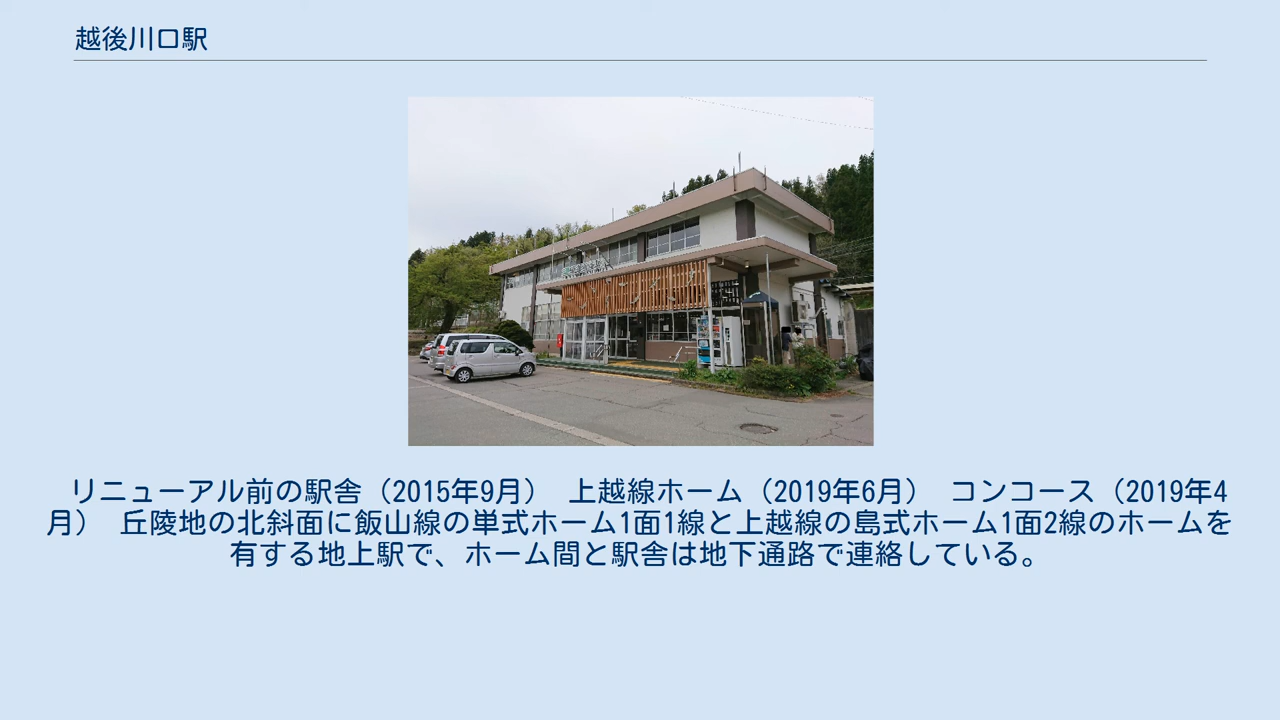 越後川口駅
リニューアル前の駅舎（2015年9月） 上越線ホーム（2019年6月） コンコース（2019年4
月） 丘陵地の北斜面に飯山線の単式ホーム1面1線と上越線の島式ホーム1面2線のホームを
有する地上駅で、ホーム間と駅舎は地下通路で連絡している。